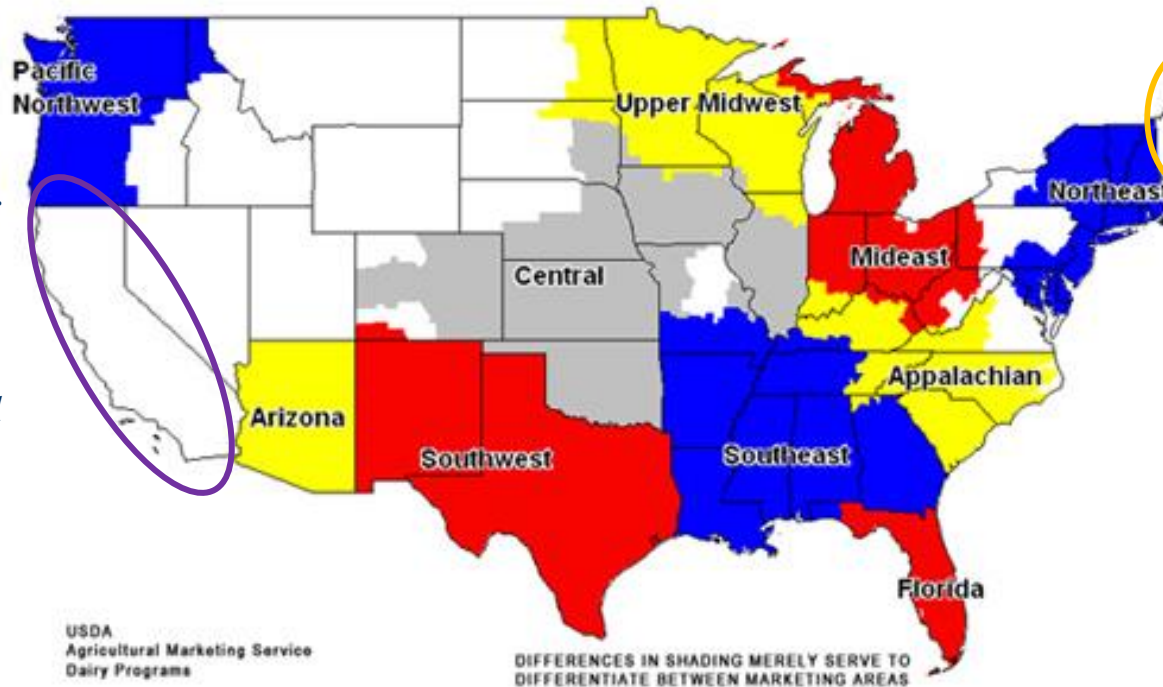 Pacific
Northwest
Upper Midwest
Northeast
Mideast
Central
Appalachian
Arizona
Southwest
Southeast
Florida
USDA
Agricultural Marketing Service
Dairy Programs
DIFFERENCES IN SHADING MERELY SERVE TO
DIFFERENTIATE BETWEEN MARKETING AREAS